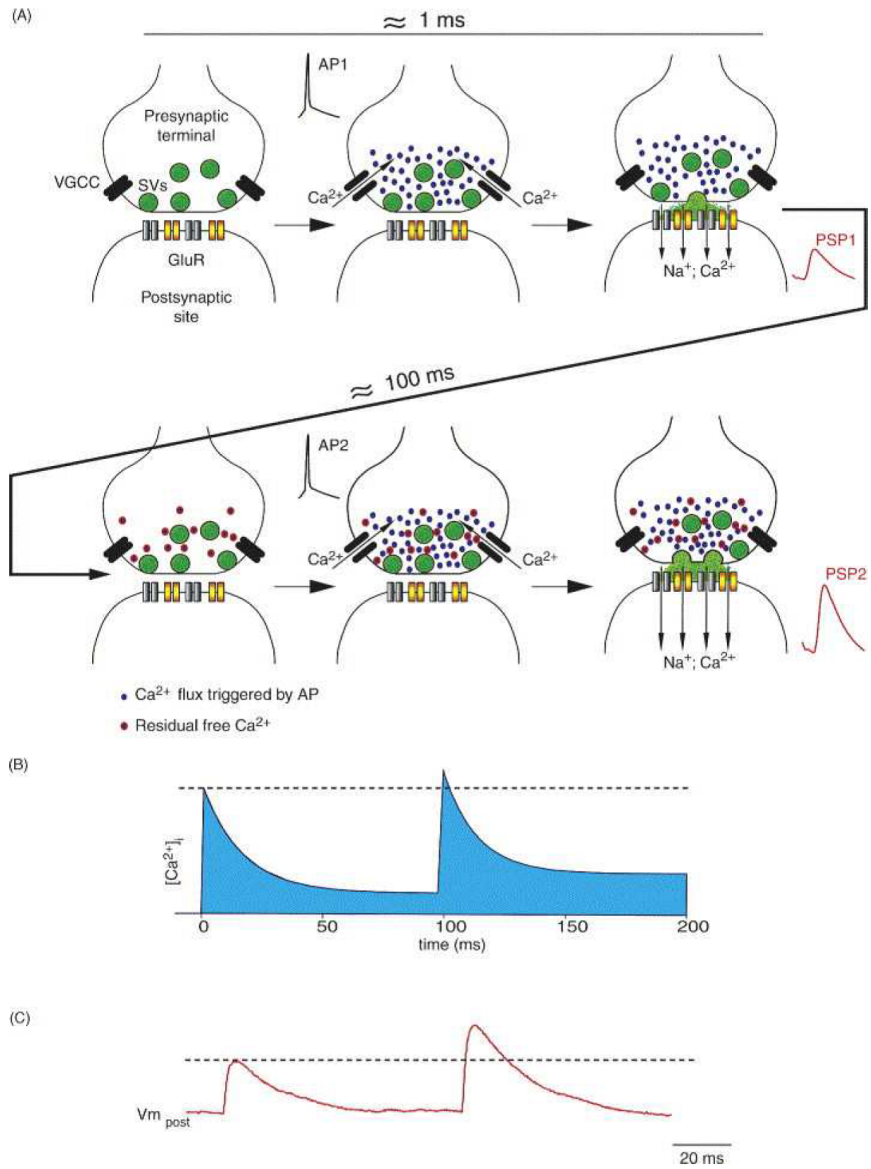 (A)
≈ 1 ms
AP1
Presynaptic
terminal
VGCC
SVs
Ca²⁺
Ca²⁺
GluR
Na⁺; Ca²⁺
PSP1
Postsynaptic
site
≈ 100 ms
AP2
Ca²⁺
Ca²⁺
PSP2
Na⁺; Ca²⁺
Ca²⁺ flux triggered by AP
Residual free Ca²⁺
(B)
[Ca²⁺]i
0 50 100 150 200
time (ms)
(C)
Vm post
20 ms